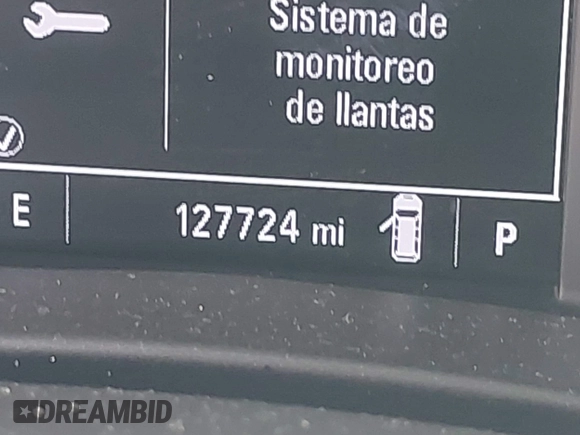 Sistema de
monitoreo
de llantas
E 127724 mi P
DREAMBID